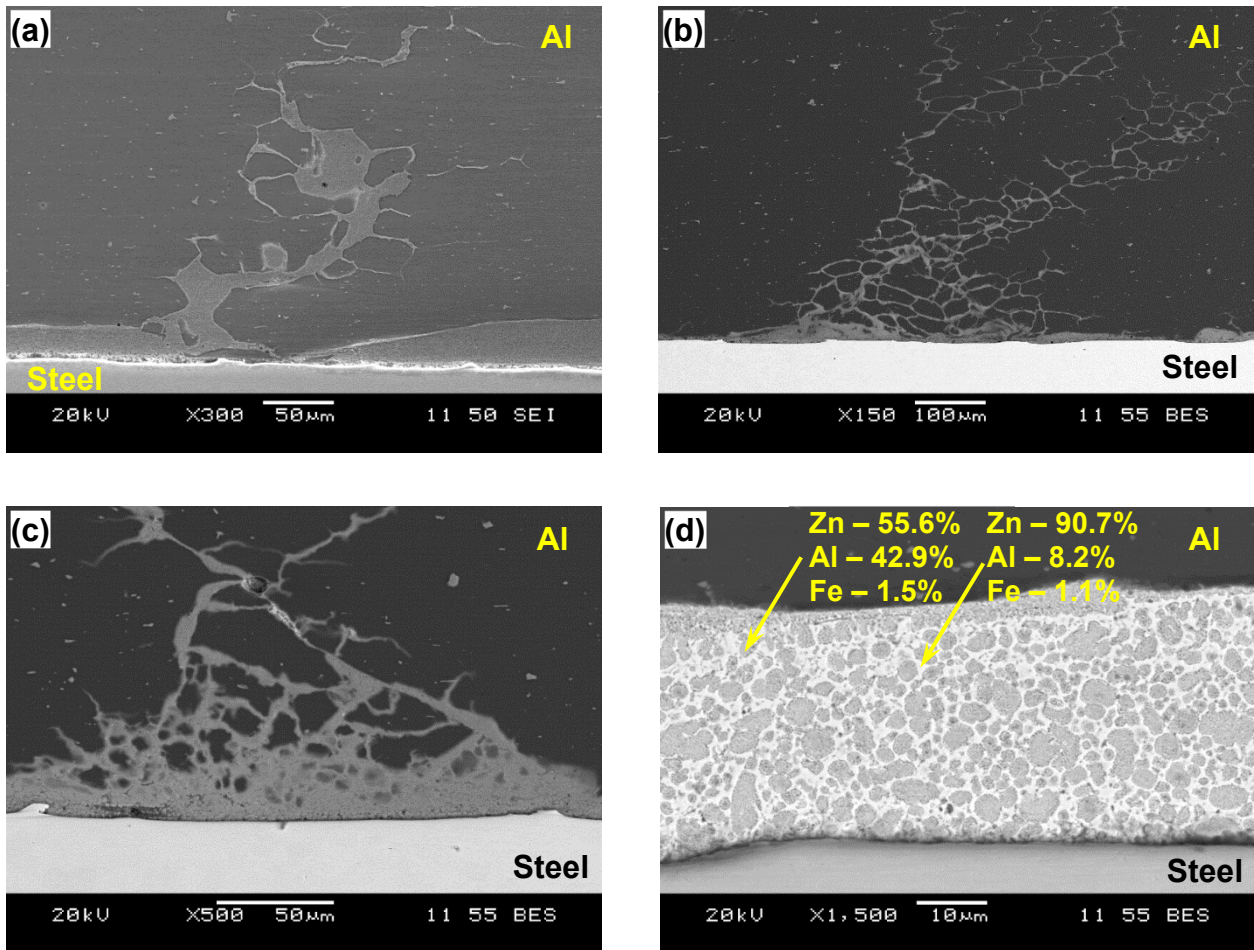 (a)
Al
Steel
20kV X300 50µm 11 50 SEI
(b)
Al
Steel
20kV X150 100µm 11 55 BES
(c)
Al
Steel
20kV X500 50µm 11 55 BES
(d)
Zn – 55.6% Zn – 90.7% Al
Al – 42.9% Al – 8.2%
Fe – 1.5% Fe – 1.1%
Steel
20kV X1,500 10µm 11 55 BES